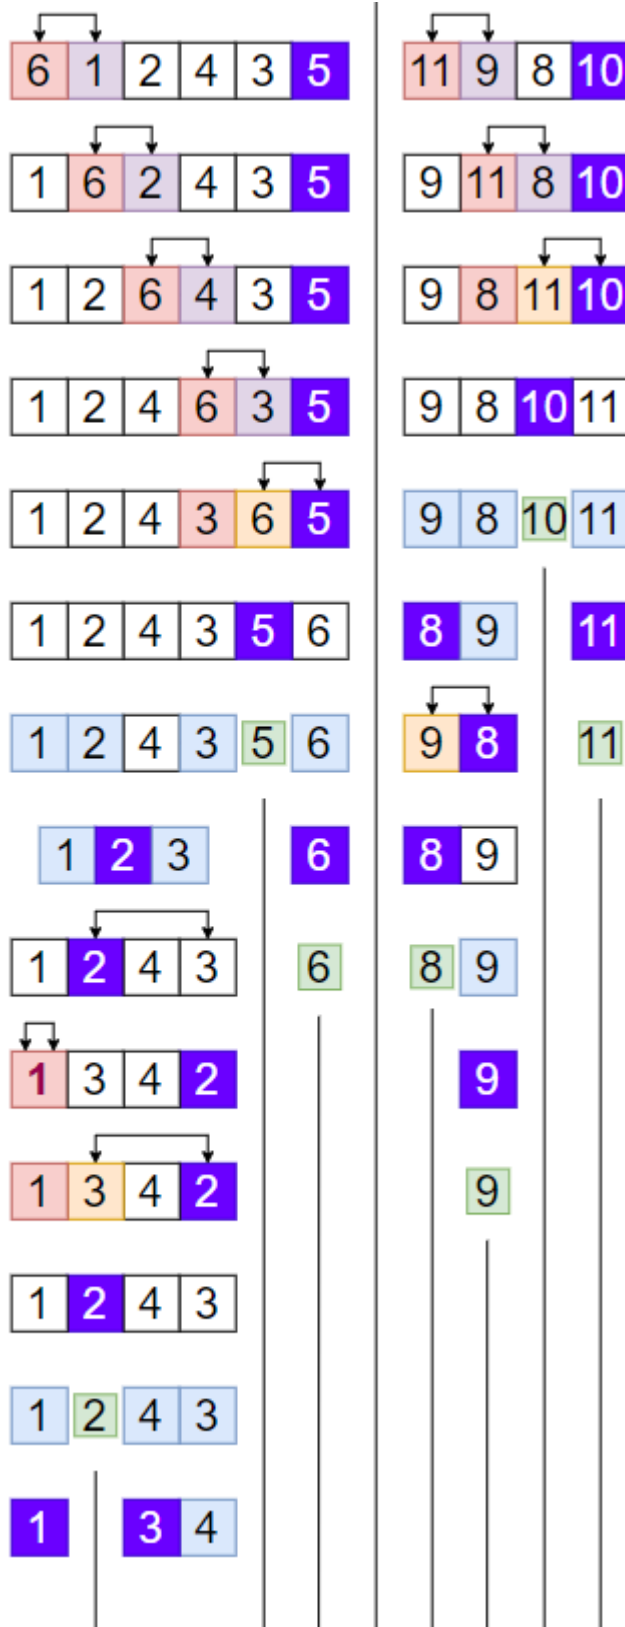 6 1 2 4 3 5 11 9 8 10
1 6 2 4 3 5 9 11 8 10
1 2 6 4 3 5 9 8 11 10
1 2 4 6 3 5 9 8 10 11
1 2 4 3 6 5 9 8 10 11
1 2 4 3 5 6 8 9 11
1 2 4 3 5 6 9 8 11
1 2 3 6 8 9
1 2 4 3 6 8 9
1 3 4 2 9
1 3 4 2 9
1 2 4 3
1 2 4 3
1 3 4